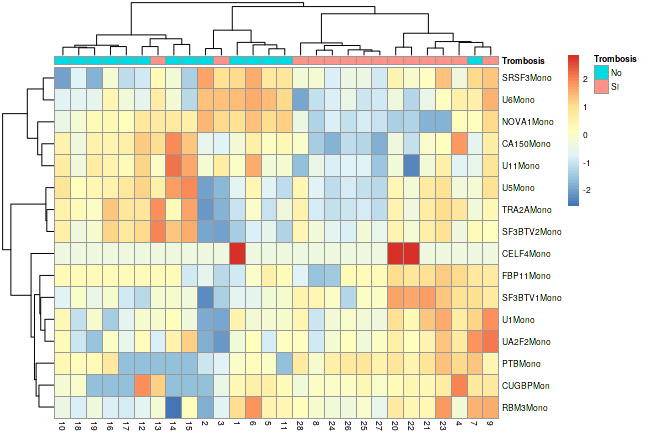 Trombosis
SRSF3Mono
U6Mono
NOVA1Mono
CA150Mono
U11Mono
U5Mono
TRA2AMono
SF3BTV2Mono
CELF4Mono
FBP11Mono
SF3BTV1Mono
U1Mono
UA2F2Mono
PTBMono
CUGBPMon
RBM3Mono
10 18 19 16 17 12 13 14 15 2 3 1 6 5 11 28 8 24 26 25 27 20 22 21 23 4 7 9
2
1
0
-1
-2
Trombosis
No
SI